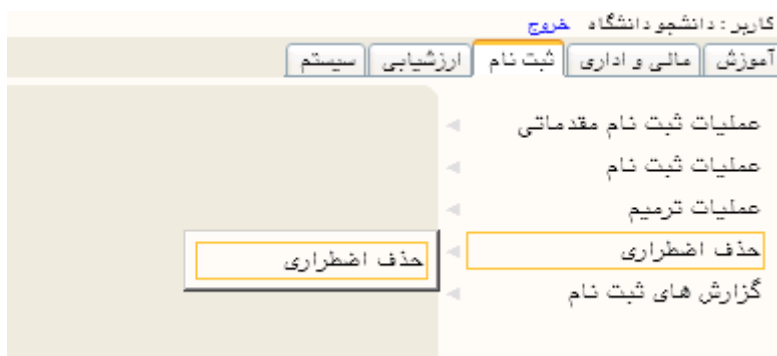 کاربر : دانشجو دانشگاه خروج
آموزش مالی و اداری ثبت نام ارزشیابی سیستم
عملیات ثبت نام مقدماتی
عملیات ثبت نام
عملیات ترمیم
حذف اضطراری
حذف اضطراری
گزارش های ثبت نام